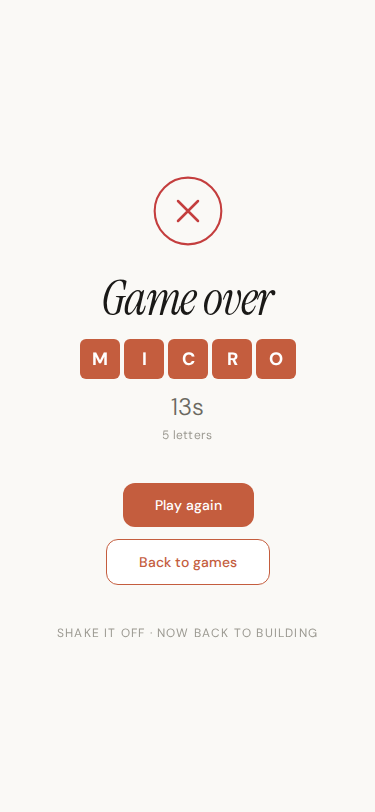 Game over
M I C R O
13s
5 letters
Play again
Back to games
SHAKE IT OFF · NOW BACK TO BUILDING